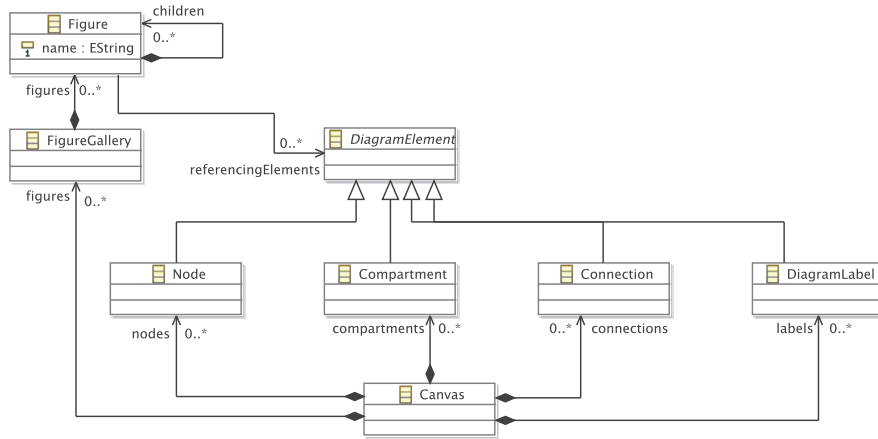 children
Figure
0..*
name : EString
1
figures
0..*
FigureGallery
0..*
DiagramElement
referencingElements
figures
0..*
Node
Compartment
Connection
DiagramLabel
nodes
0..*
compartments
0..*
0..*
connections
labels
0..*
Canvas